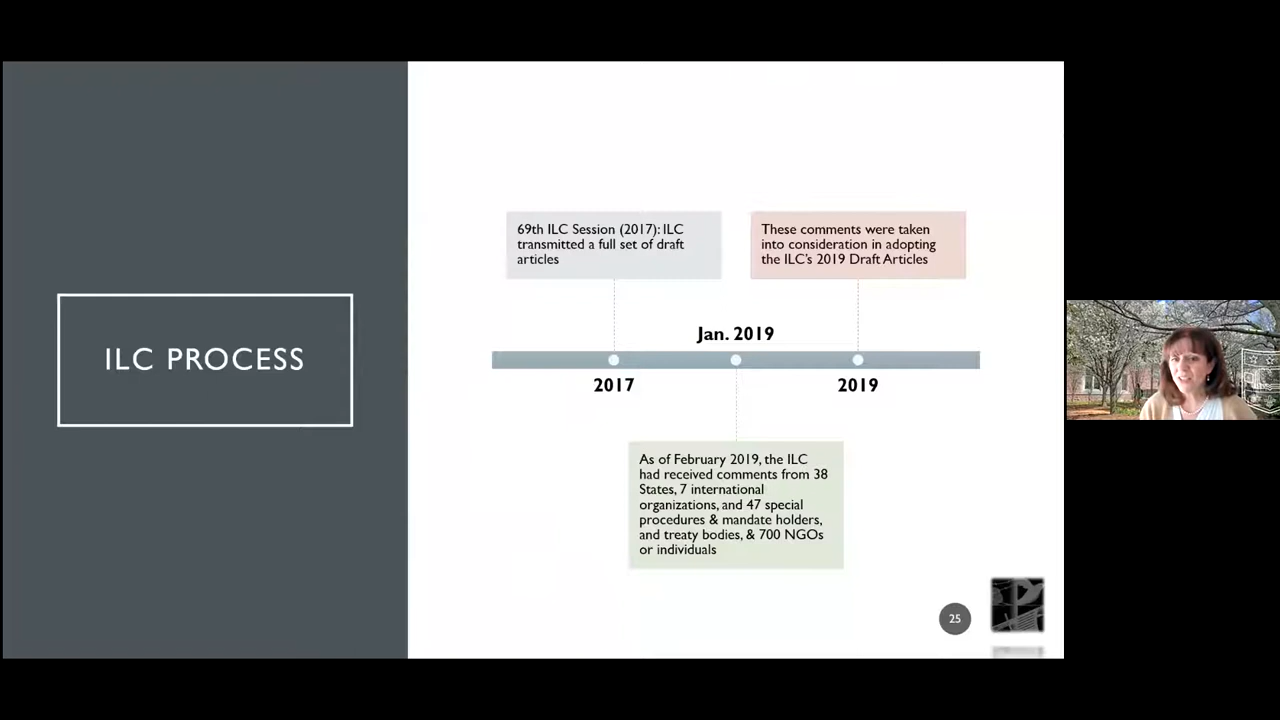 ILC PROCESS
69th ILC Session (2017): ILC
transmitted a full set of draft
articles
These comments were taken
into consideration in adopting
the ILC's 2019 Draft Articles
Jan. 2019
2017
2019
As of February 2019, the ILC
had received comments from 38
States, 7 international
organizations, and 47 special
procedures & mandate holders,
and treaty bodies, & 700 NGOs
or individuals
25